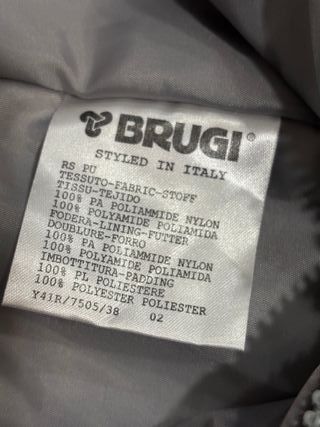 BRUGI®
STYLED IN ITALY
RS PU
TESSUTO-FABRIC-STOFF
TISSU-TEJIDO
100% PA POLIAMMIDE NYLON
100% POLYAMIDE POLIAMIDA
FODERA-LINING-FUTTER
DOUBLURE-FORRO
100% PA POLIAMMIDE NYLON
100% POLYAMIDE POLIAMIDA
IMBOTTITURA-PADDING
100% PL POLIESTERE
100% POLYESTER POLIESTER
Y41R/7505/38 02